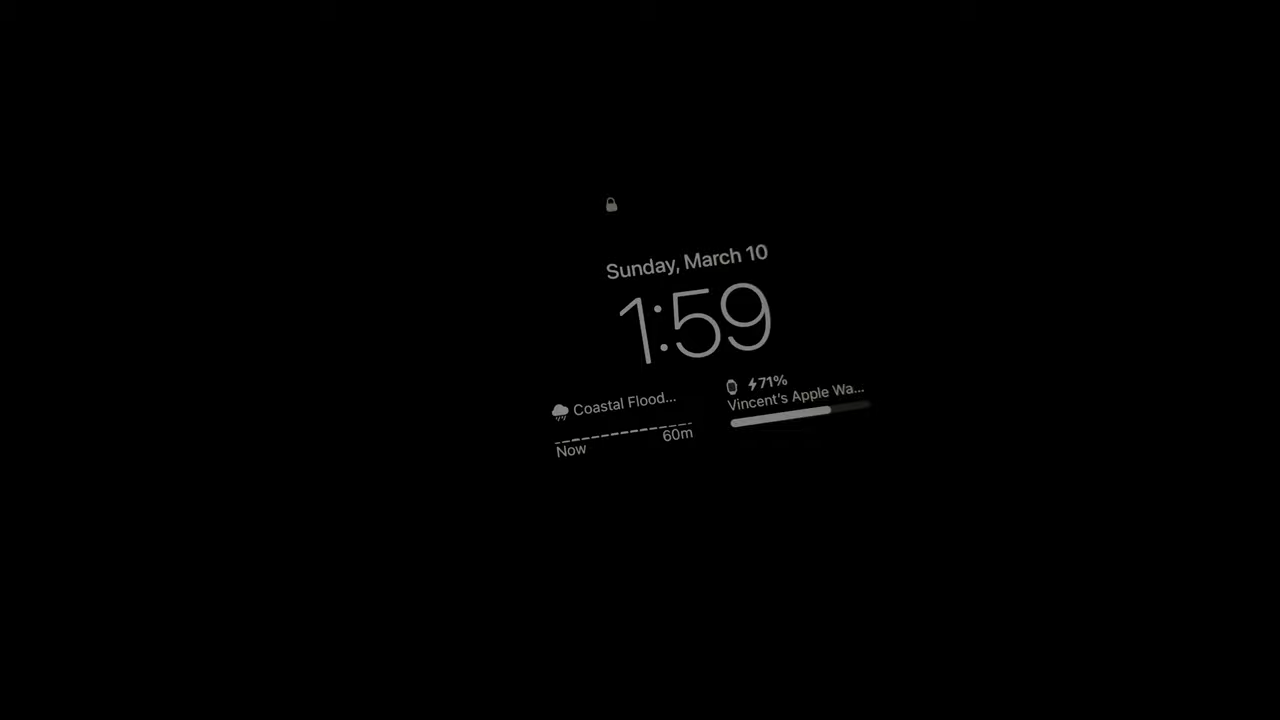 Sunday, March 10
1:59
Coastal Flood...
Now 60m
71%
Vincent's Apple Wa...